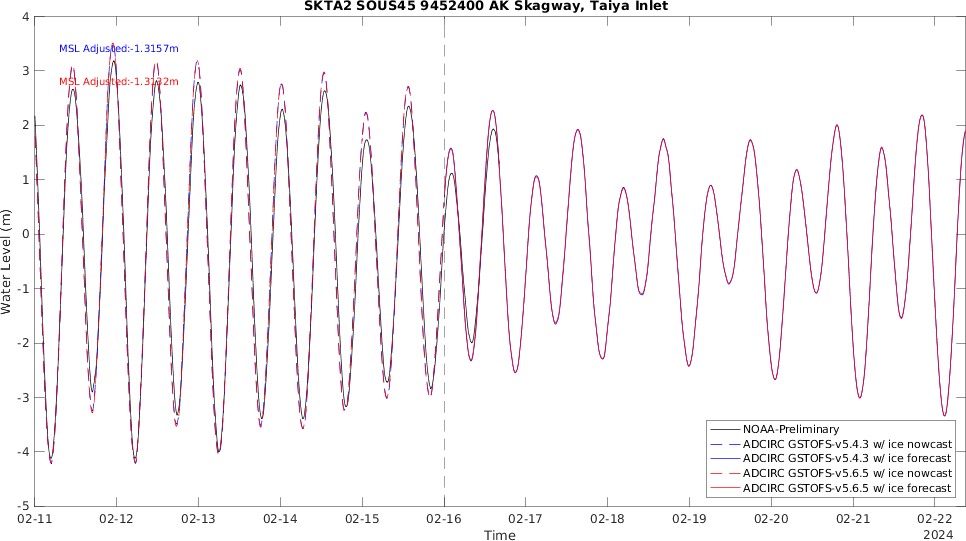 SKTA2 SOUS45 9452400 AK Skagway, Taiya Inlet
4
MSL Adjusted:-1.3157m
3
MSL Adjusted:-1.3132m
2
1
0
-1
-2
-3
-4
-5
Water Level (m)
NOAA-Preliminary
ADCIRC GSTOFS-v5.4.3 w/ ice nowcast
ADCIRC GSTOFS-v5.4.3 w/ ice forecast
ADCIRC GSTOFS-v5.6.5 w/ ice nowcast
ADCIRC GSTOFS-v5.6.5 w/ ice forecast
02-11 02-12 02-13 02-14 02-15 02-16 02-17 02-18 02-19 02-20 02-21 02-22
Time
2024